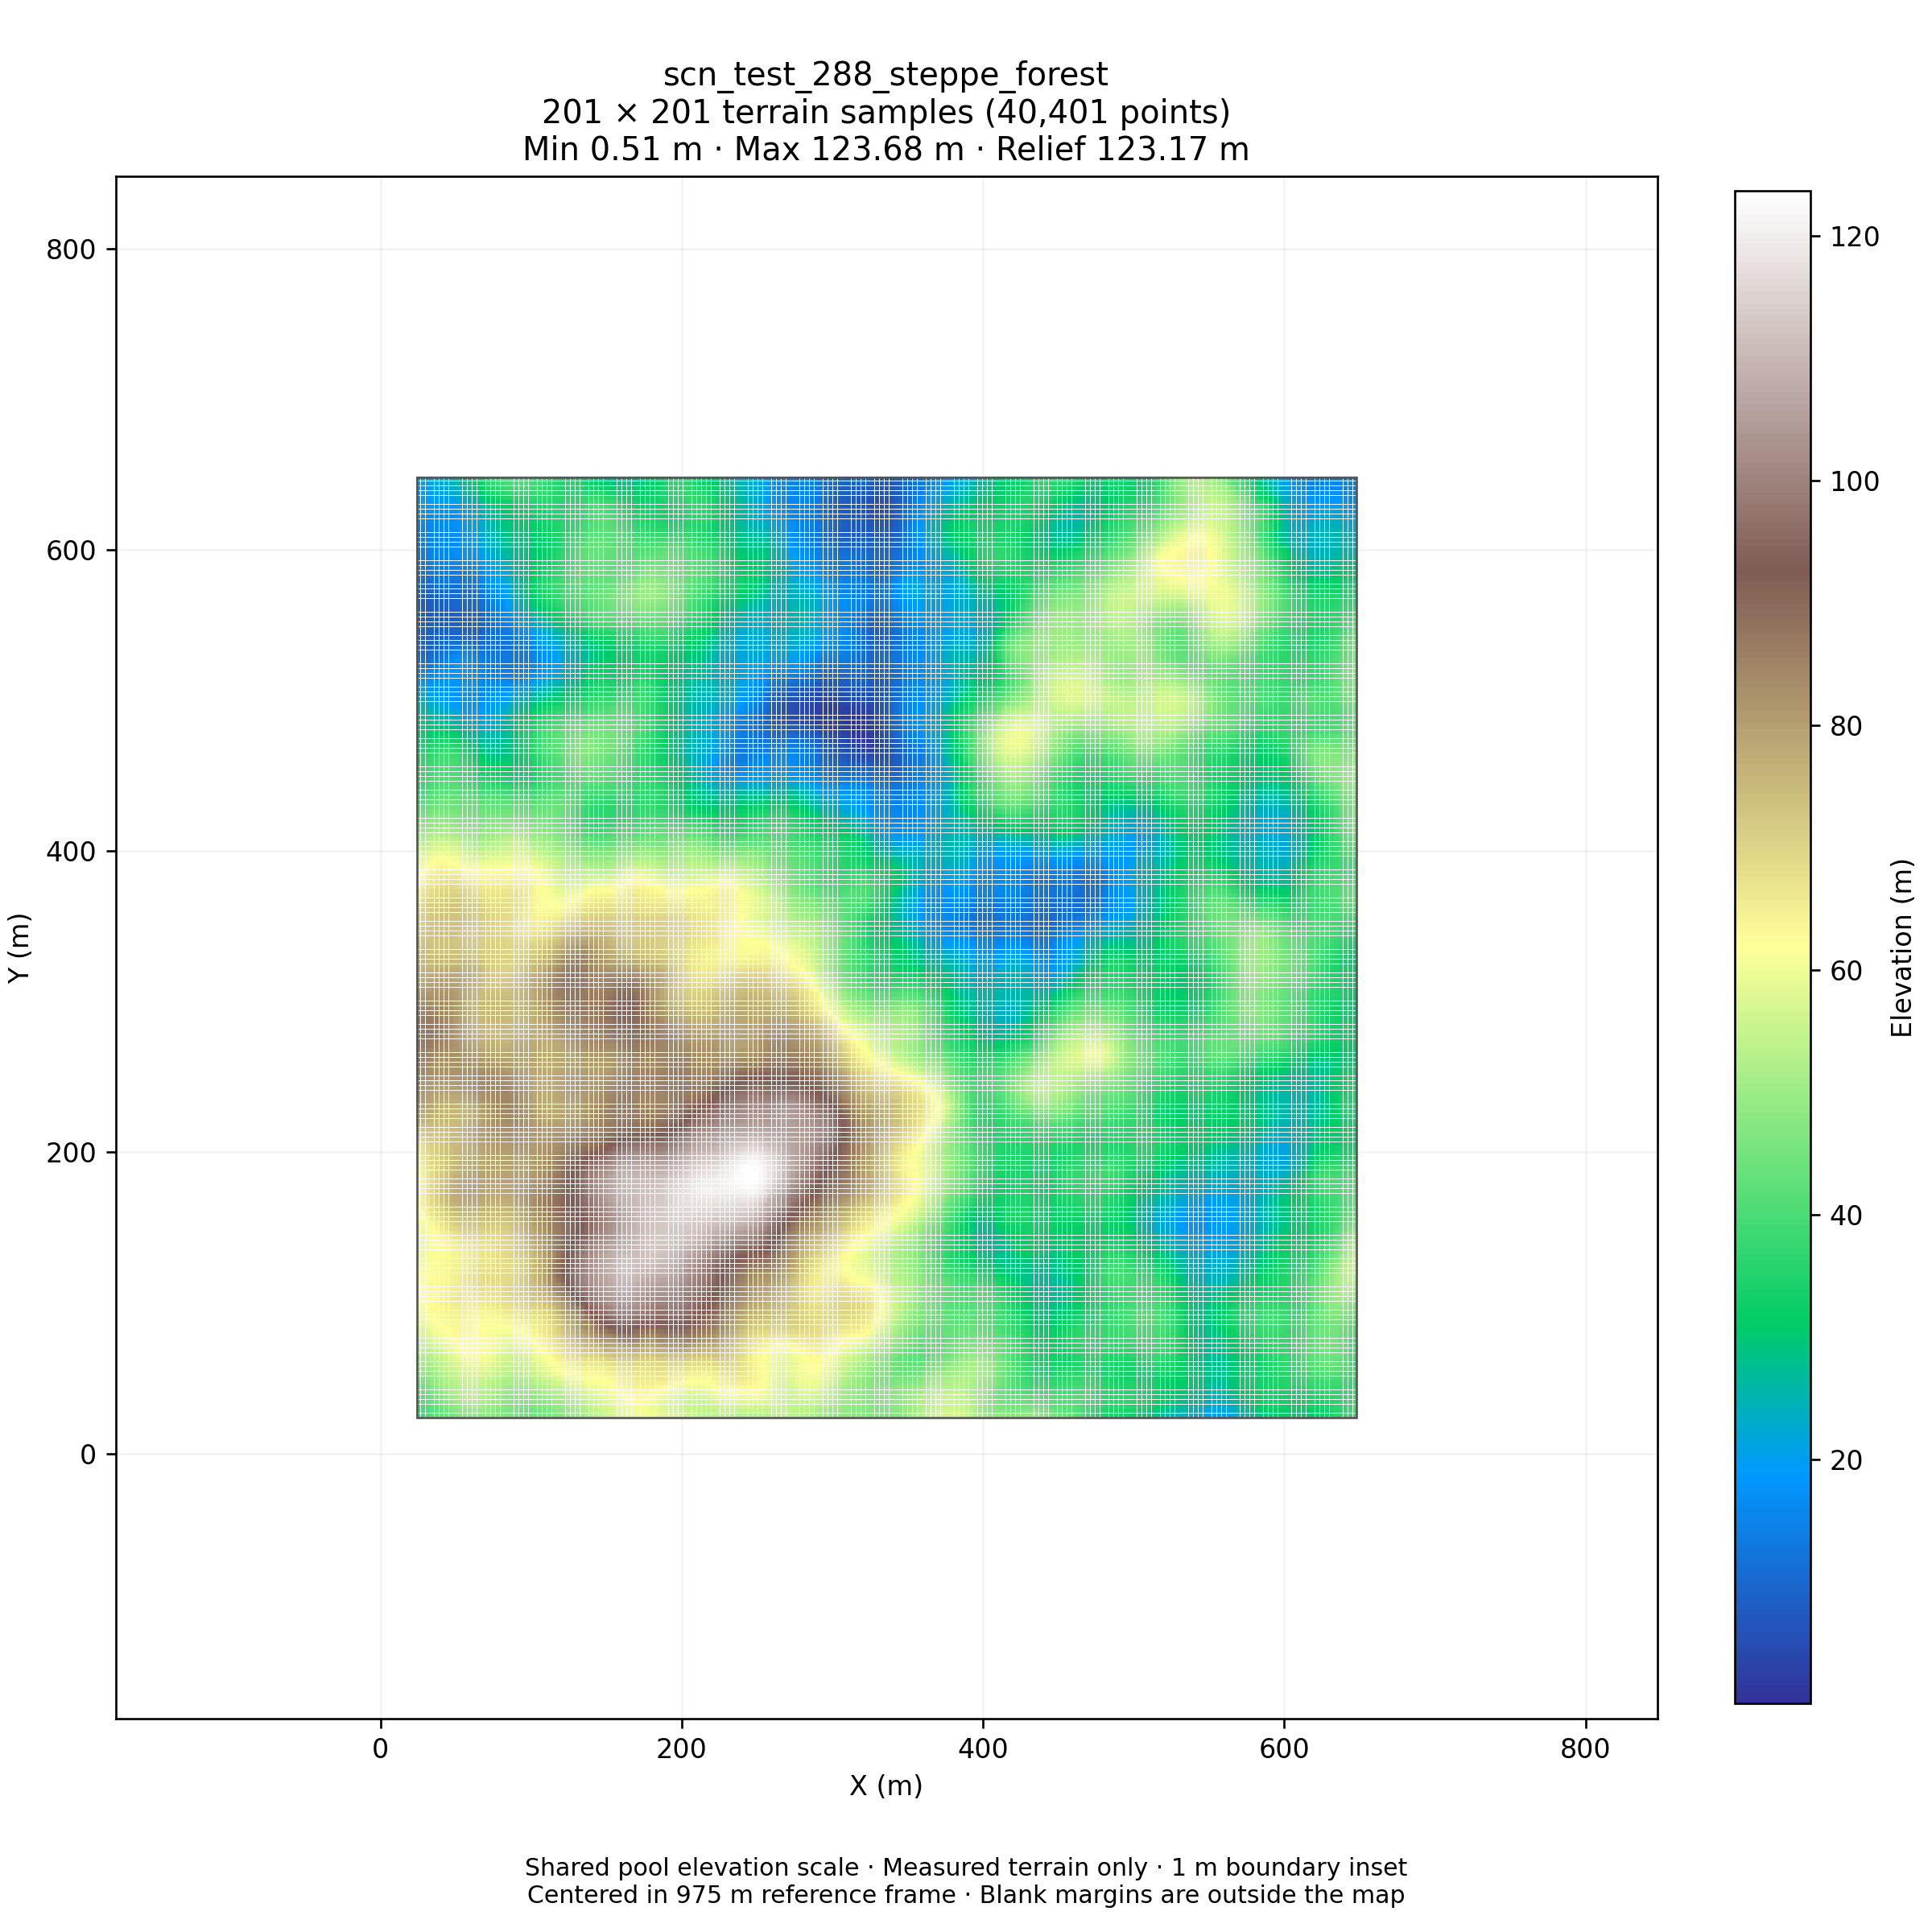 scn_test_288_steppe_forest
201 × 201 terrain samples (40,401 points)
Min 0.51 m · Max 123.68 m · Relief 123.17 m
800
600
400
200
0
Y (m)
0
200
400
600
800
X (m)
120
100
80
60
40
20
Elevation (m)
Shared pool elevation scale · Measured terrain only · 1 m boundary inset
Centered in 975 m reference frame · Blank margins are outside the map